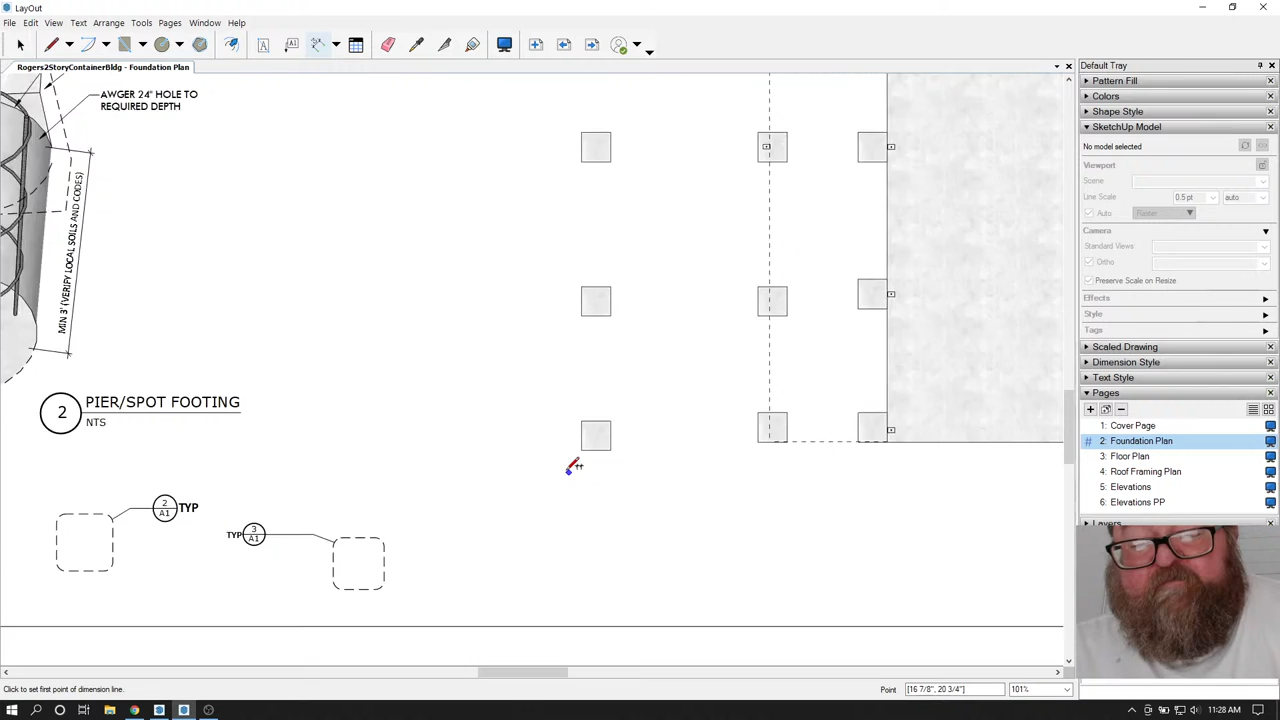 LayOut
File Edit View Text Arrange Tools Pages Window Help
Rogers2StoryContainerBldg - Foundation Plan
AWGER 24" HOLE TO
REQUIRED DEPTH
MIN 3' (VERIFY LOCAL SOILS AND CODES)
2 PIER/SPOT FOOTING
NTS
2
A1
TYP
TYP
3
A1
Default Tray
Pattern Fill
Colors
Shape Style
SketchUp Model
No model selected
Viewport
Scene
Line Scale 0.5 pt auto
Auto Raster
Camera
Standard Views
Ortho
Preserve Scale on Resize
Effects
Style
Tags
Scaled Drawing
Dimension Style
Text Style
Pages
1: Cover Page
# 2: Foundation Plan
3: Floor Plan
4: Roof Framing Plan
5: Elevations
6: Elevations PP
Layers
Click to set first point of dimension line.
Point [16 7/8", 20 3/4"] 101%
11:28 AM